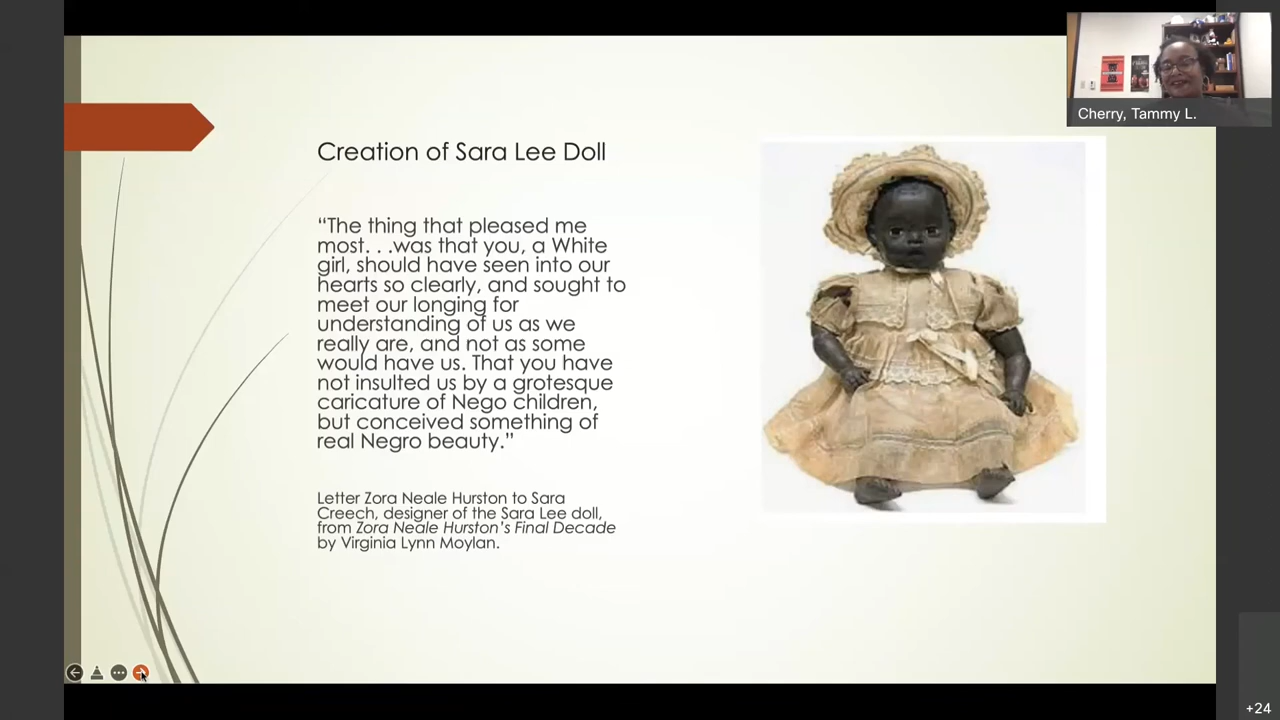 Creation of Sara Lee Doll
“The thing that pleased me
most. . .was that you, a White
girl, should have seen into our
hearts so clearly, and sought to
meet our longing for
understanding of us as we
really are, and not as some
would have us. That you have
not insulted us by a grotesque
caricature of Nego children,
but conceived something of
real Negro beauty.”
Letter Zora Neale Hurston to Sara
Creech, designer of the Sara Lee doll,
from Zora Neale Hurston’s Final Decade
by Virginia Lynn Moylan.
Cherry, Tammy L.
+24